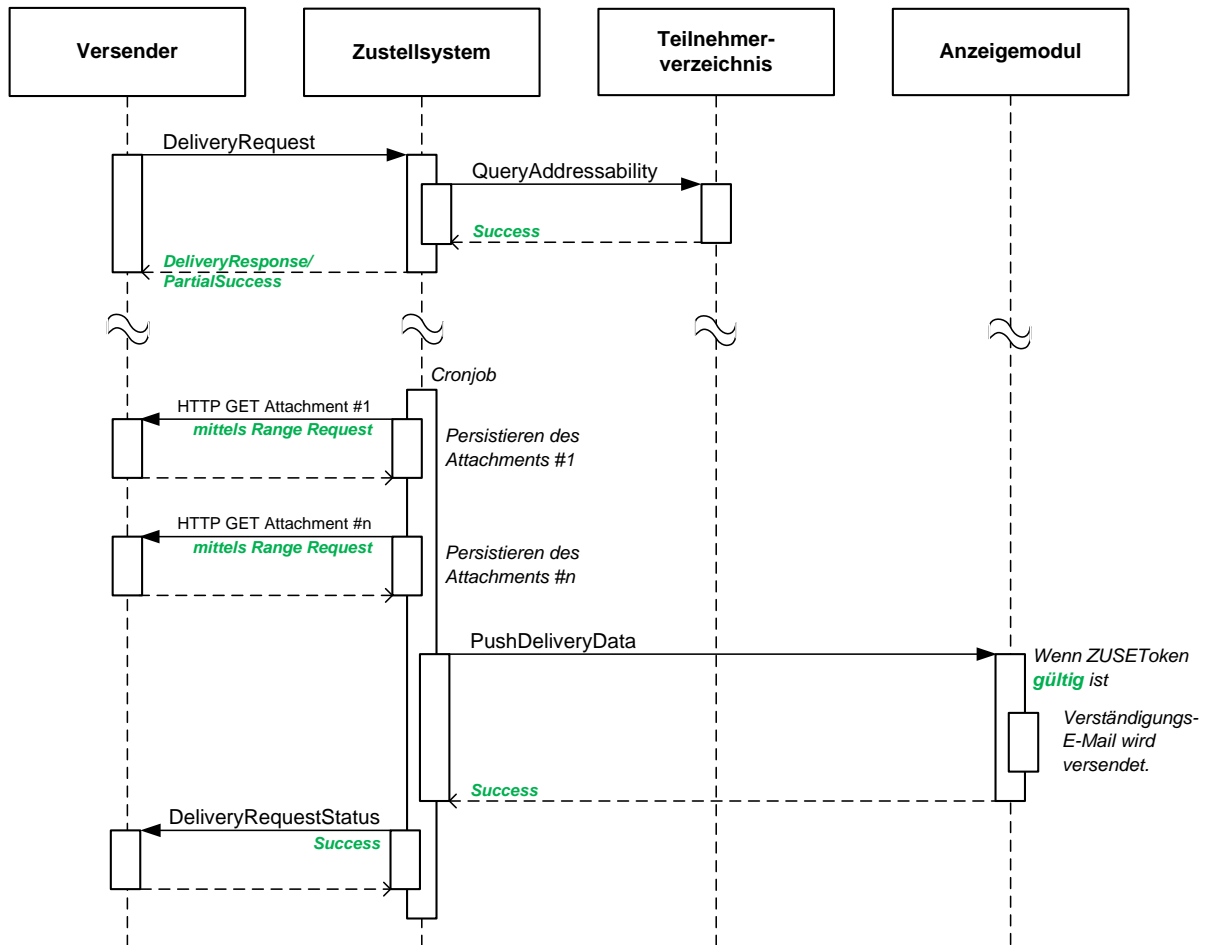 Versender
Zustellsystem
Teilnehmer-
verzeichnis
Anzeigemodul
DeliveryRequest
QueryAddressability
Success
DeliveryResponse/
PartialSuccess
Cronjob
HTTP GET Attachment #1
mittels Range Request
Persistieren des
Attachments #1
HTTP GET Attachment #n
mittels Range Request
Persistieren des
Attachments #n
PushDeliveryData
Wenn ZUSEToken
gültig ist
Verständigungs-
E-Mail wird
versendet.
Success
DeliveryRequestStatus
Success